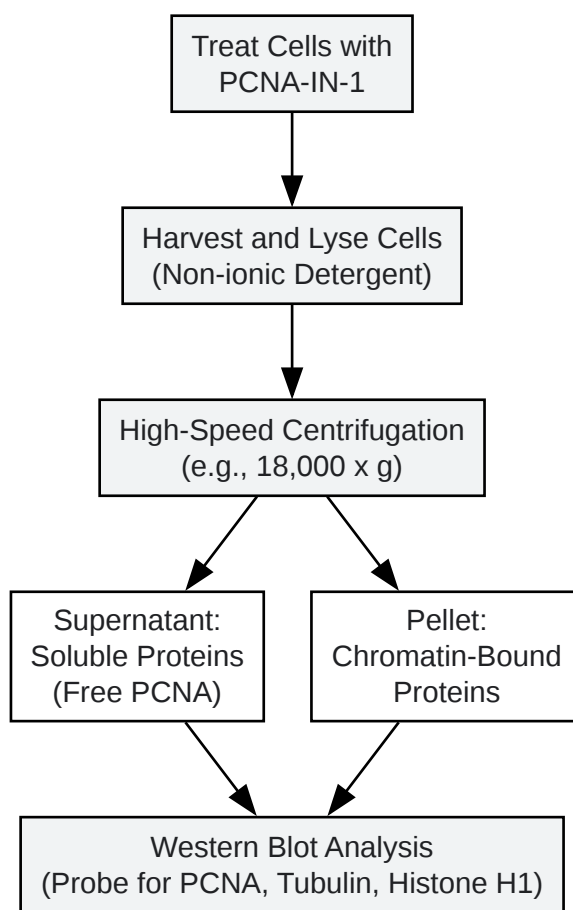 Treat Cells with
PCNA-IN-1
Harvest and Lyse Cells
(Non-ionic Detergent)
High-Speed Centrifugation
(e.g., 18,000 x g)
Supernatant:
Soluble Proteins
(Free PCNA)
Pellet:
Chromatin-Bound
Proteins
Western Blot Analysis
(Probe for PCNA, Tubulin, Histone H1)